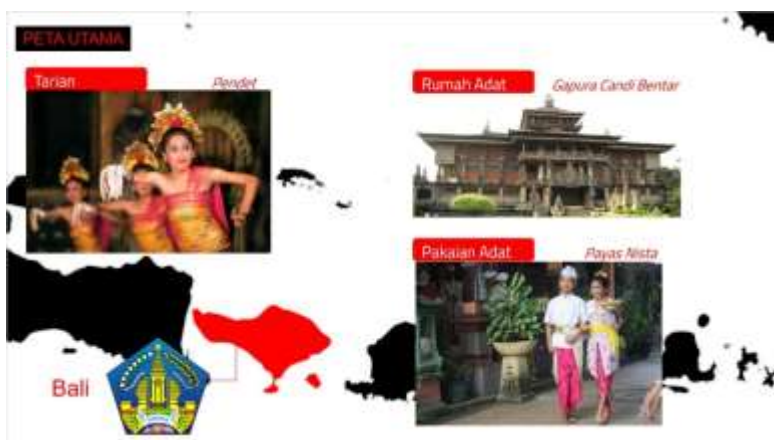 PETA UTAMA
Tarian
Pendet
Rumah Adat
Gapura Candi Bentar
Pakaian Adat
Payas Nista
Bali